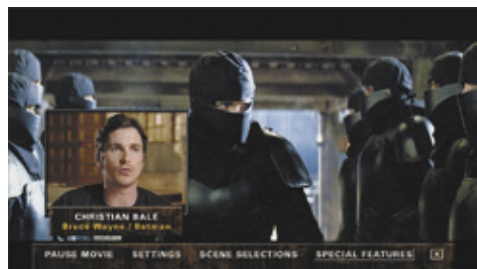 CHRISTIAN BALE
Bruce Wayne / Batman
PAUSE MOVIE SETTINGS SCENE SELECTIONS SPECIAL FEATURES